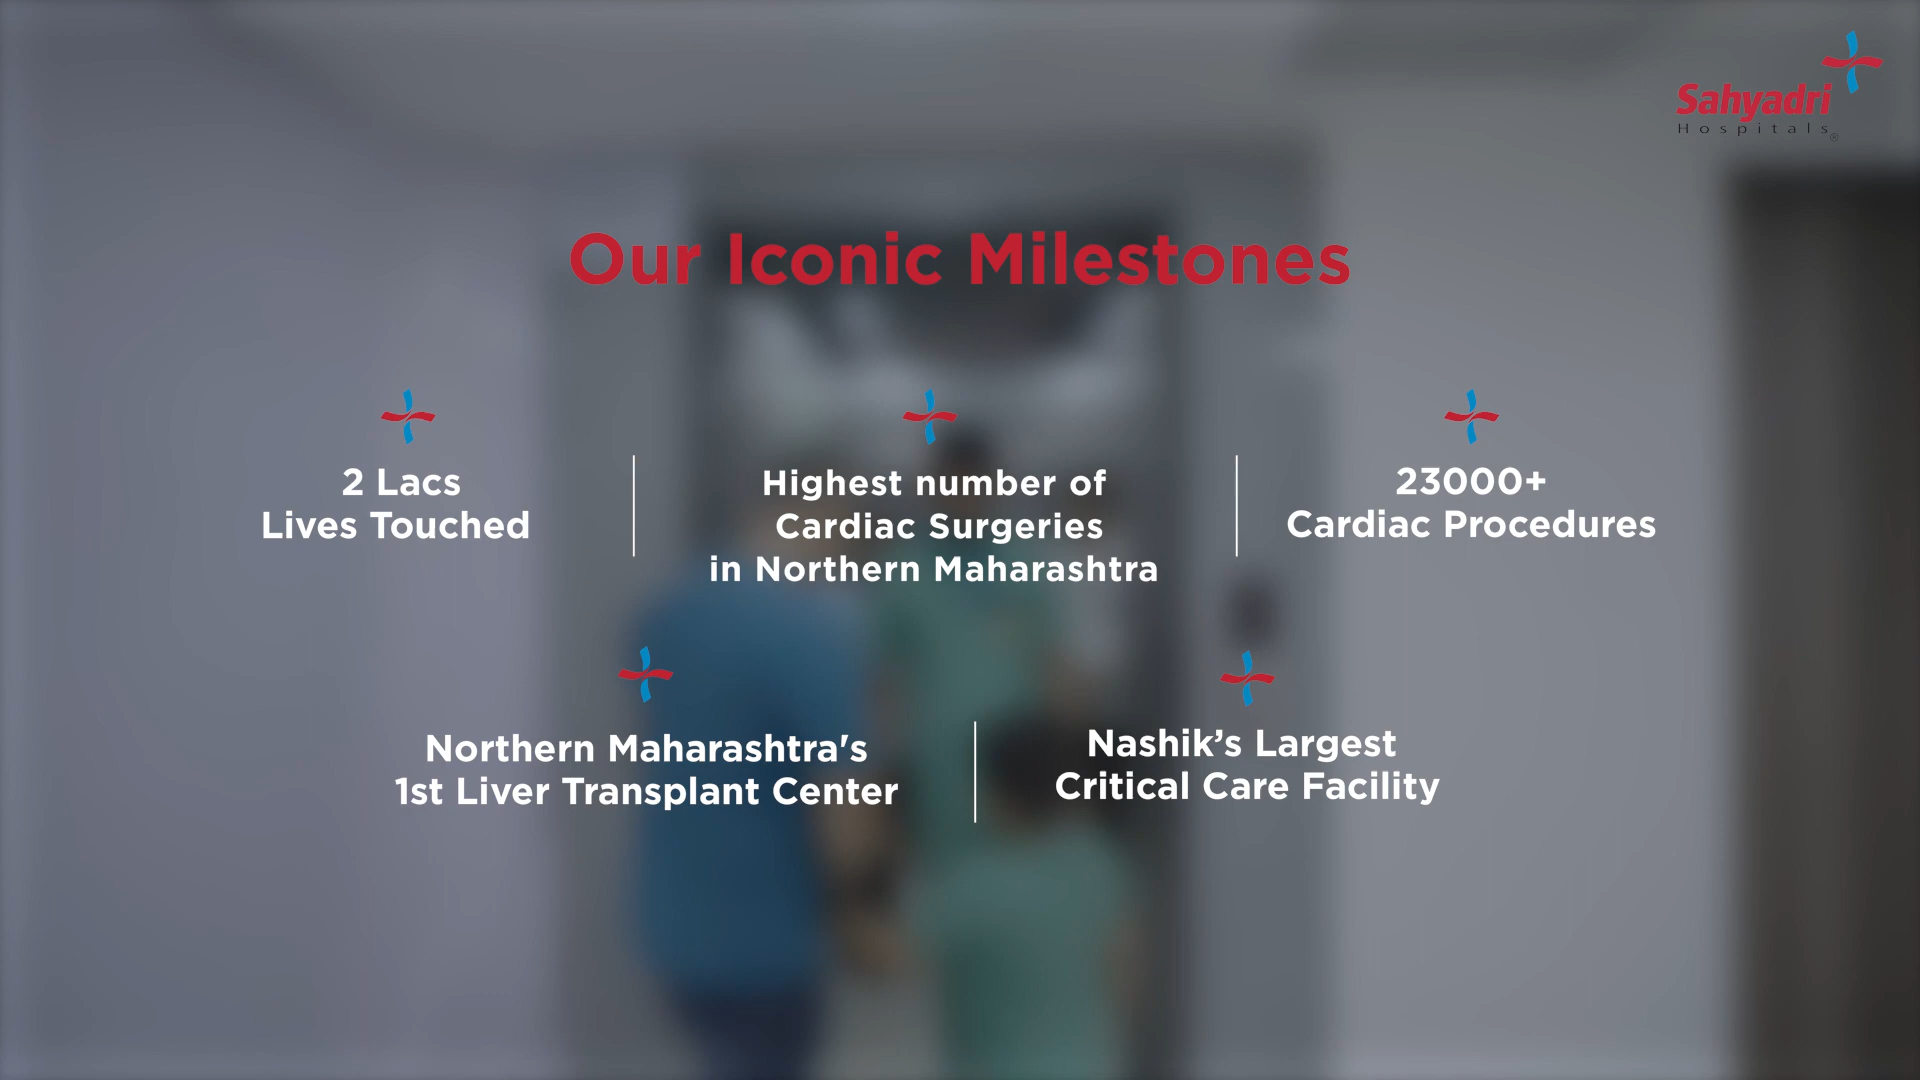 Sahyadri
Hospitals®
Our Iconic Milestones
2 Lacs
Lives Touched
Highest number of
Cardiac Surgeries
in Northern Maharashtra
23000+
Cardiac Procedures
Northern Maharashtra's
1st Liver Transplant Center
Nashik’s Largest
Critical Care Facility